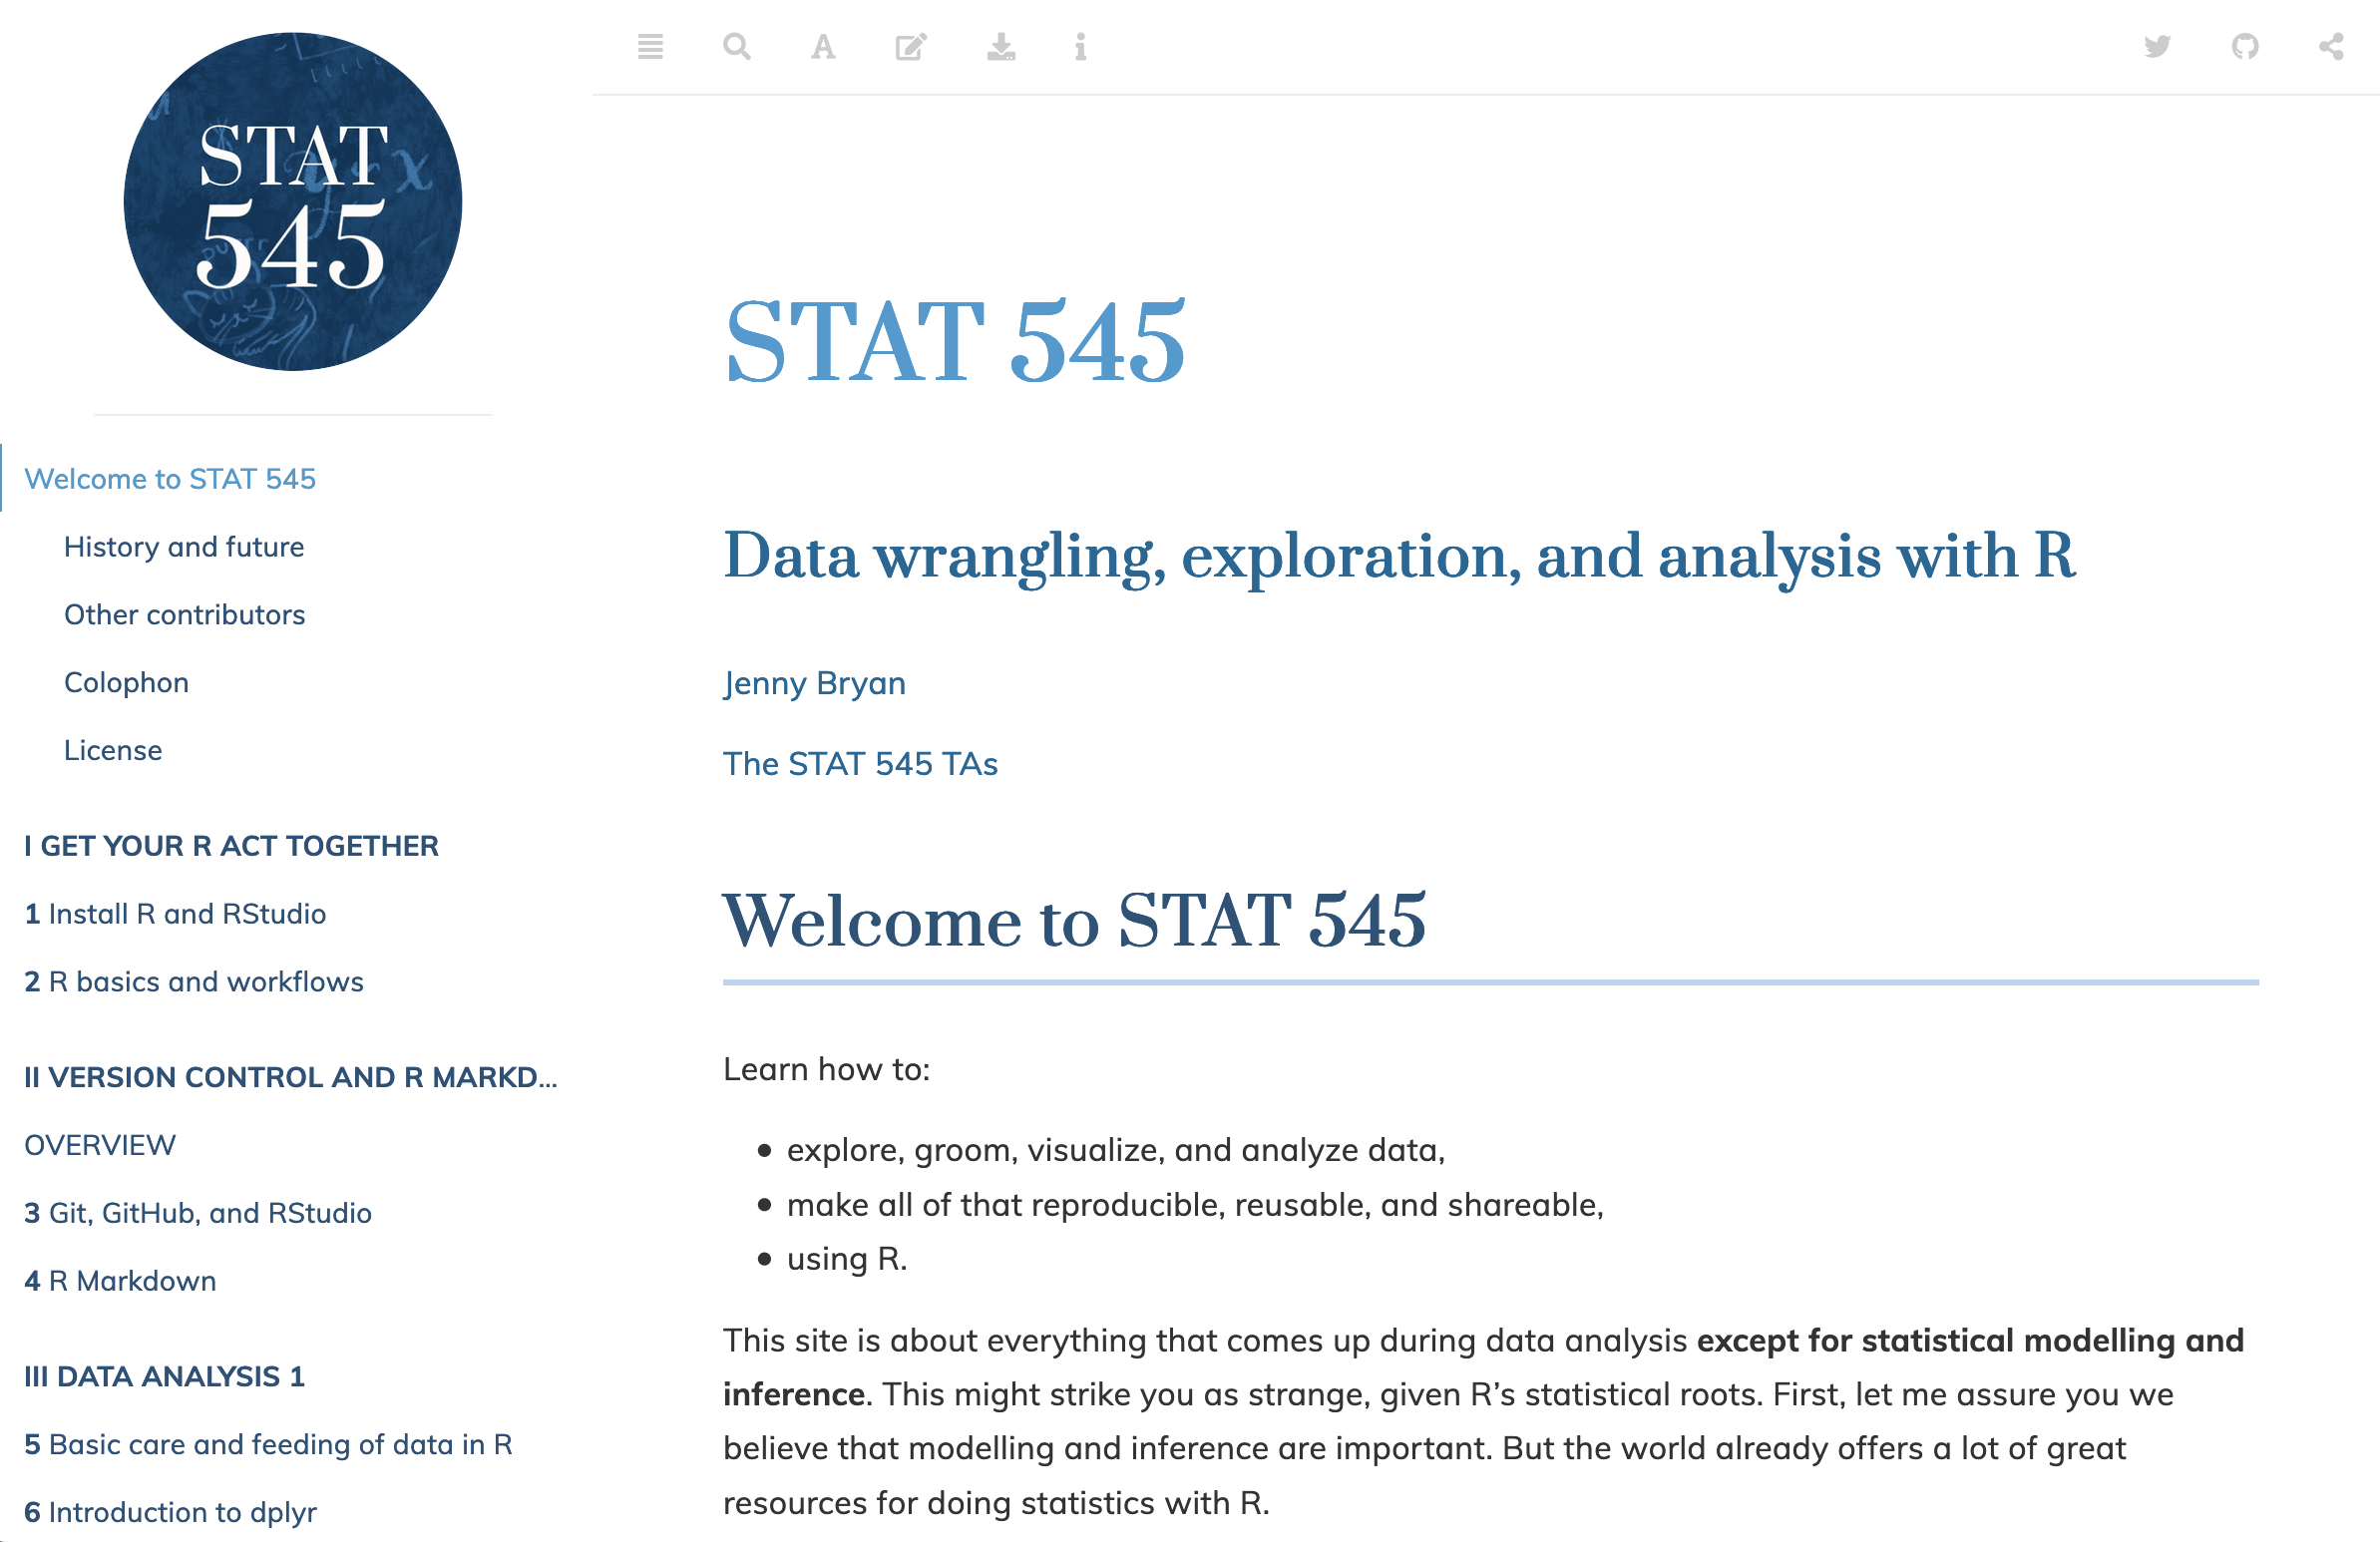 STAT
545
Welcome to STAT 545
History and future
Other contributors
Colophon
License
I GET YOUR R ACT TOGETHER
1 Install R and RStudio
2 R basics and workflows
II VERSION CONTROL AND R MARKD...
OVERVIEW
3 Git, GitHub, and RStudio
4 R Markdown
III DATA ANALYSIS 1
5 Basic care and feeding of data in R
6 Introduction to dplyr
STAT 545
Data wrangling, exploration, and analysis with R
Jenny Bryan
The STAT 545 TAs
Welcome to STAT 545
Learn how to:
• explore, groom, visualize, and analyze data,
• make all of that reproducible, reusable, and shareable,
• using R.
This site is about everything that comes up during data analysis except for statistical modelling and
inference. This might strike you as strange, given R’s statistical roots. First, let me assure you we
believe that modelling and inference are important. But the world already offers a lot of great
resources for doing statistics with R.